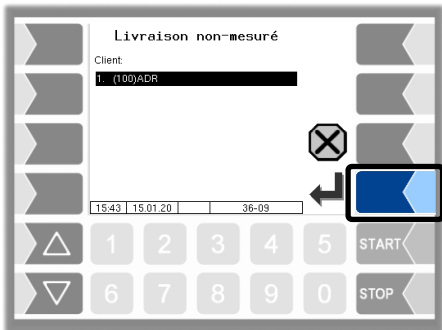 Livraison non-mesuré
Client:
1. (100)ADR
15:43 15.01.20 36-09
1 2 3 4 5 START
6 7 8 9 0 STOP